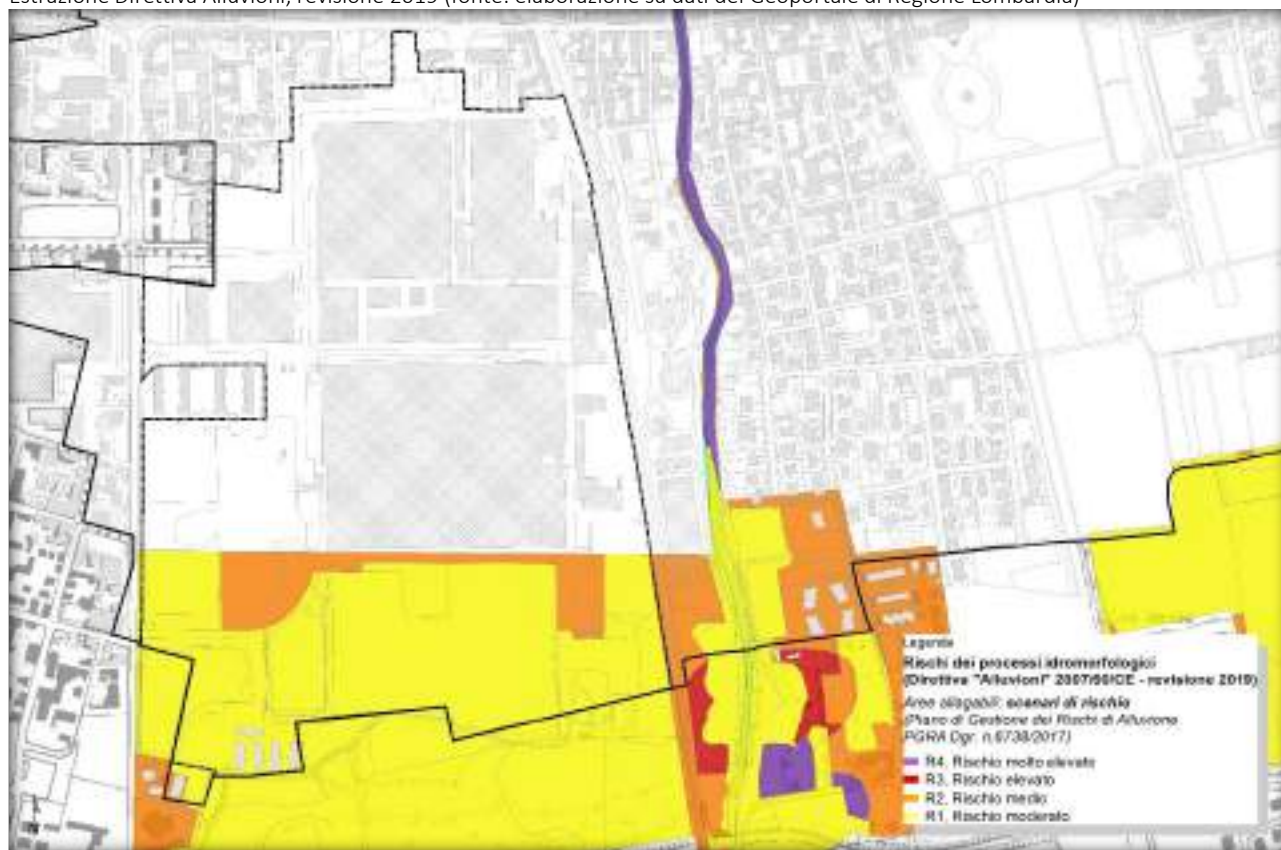 Estrazione Direttiva Alluvioni, revisione 2019 (fonte: elaborazione su dati del Geoportale di Regione Lombardia)
Legenda
Rischi dei processi idromorfologici
(Direttiva "Alluvioni" 2007/60/CE - revisione 2019)
Aree allagabili: scenari di rischio
(Piano di Gestione dei Rischi di Alluvione
PGRA Dgr. n.6738/2017)
R4. Rischio molto elevato
R3. Rischio elevato
R2. Rischio medio
R1. Rischio moderato